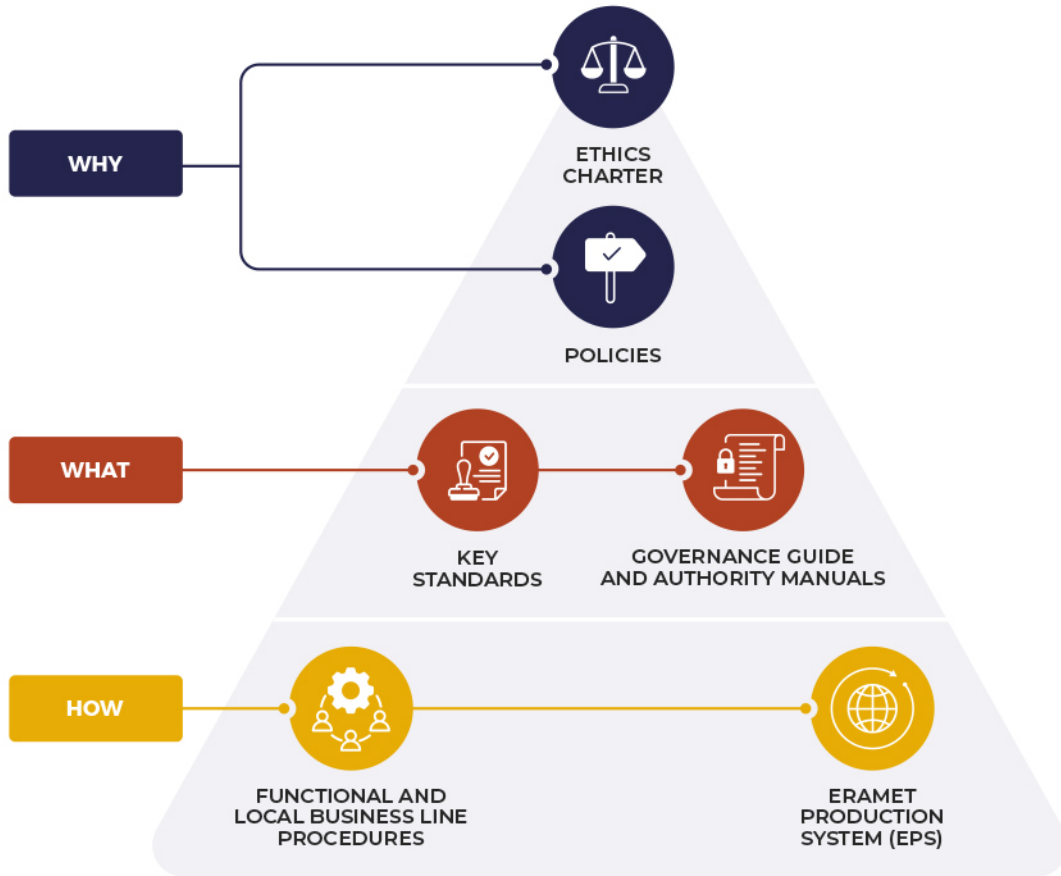 WHY
ETHICS
CHARTER
POLICIES
WHAT
KEY
STANDARDS
GOVERNANCE GUIDE
AND AUTHORITY MANUALS
HOW
FUNCTIONAL AND
LOCAL BUSINESS LINE
PROCEDURES
ERAMET
PRODUCTION
SYSTEM (EPS)